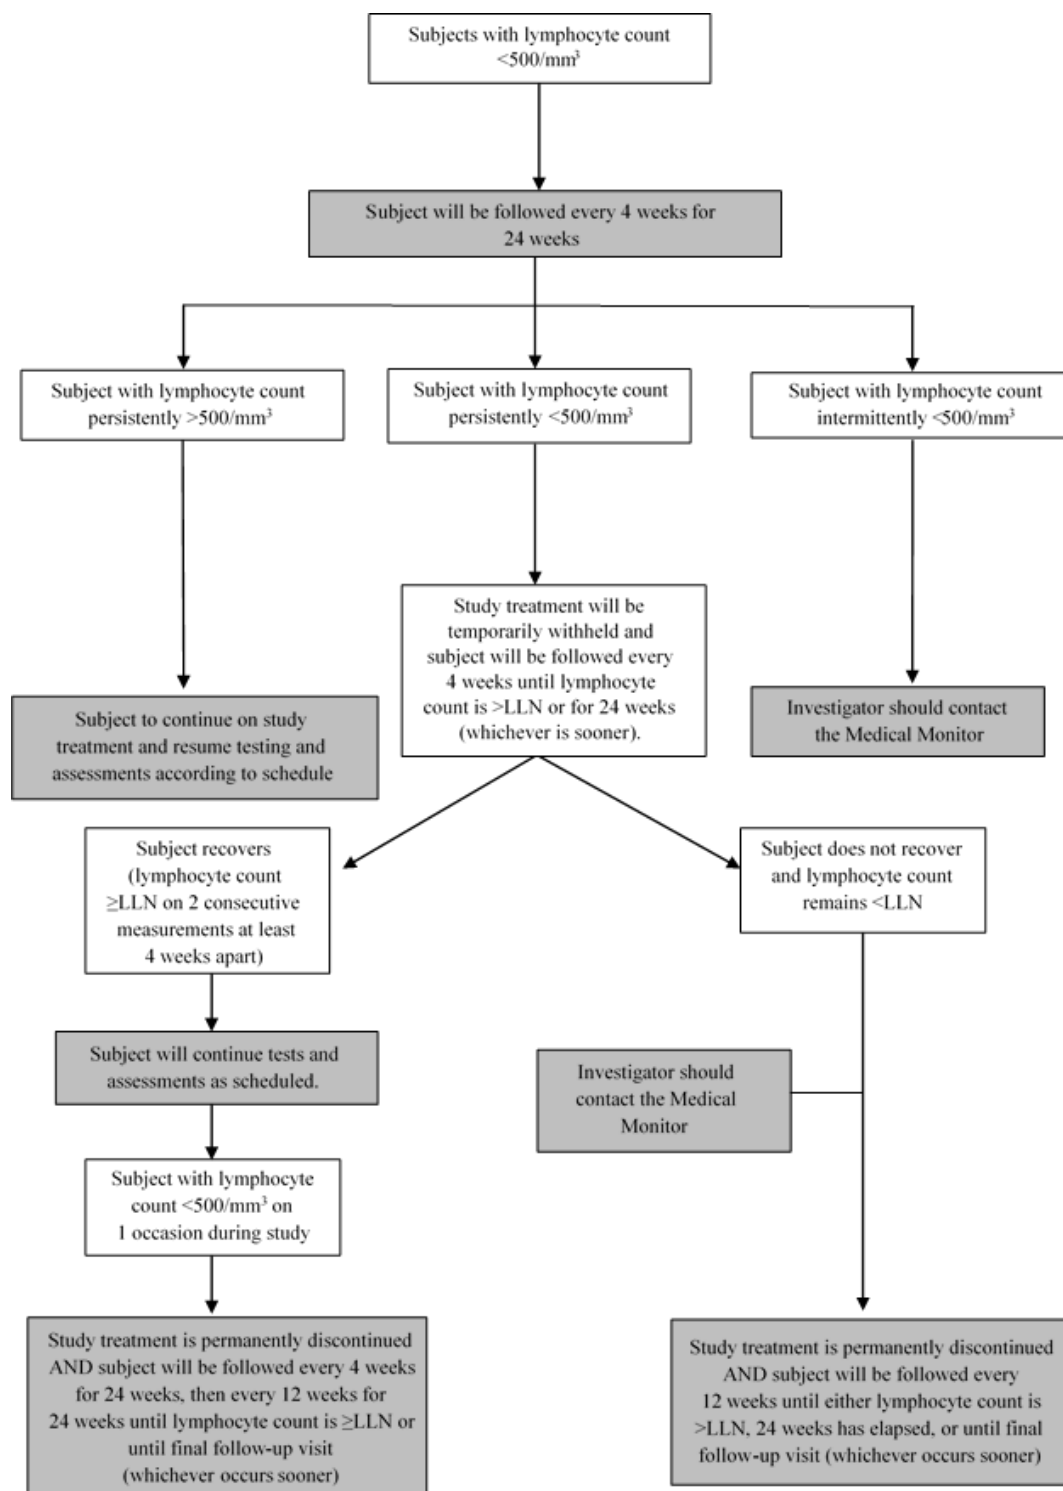 Subjects with lymphocyte count
<500/mm³
Subject will be followed every 4 weeks for
24 weeks
Subject with lymphocyte count
persistently >500/mm³
Subject with lymphocyte count
persistently <500/mm³
Subject with lymphocyte count
intermittently <500/mm³
Study treatment will be
temporarily withheld and
subject will be followed every
4 weeks until lymphocyte
count is >LLN or for 24 weeks
(whichever is sooner).
Subject to continue on study
treatment and resume testing and
assessments according to schedule
Investigator should contact
the Medical Monitor
Subject recovers
(lymphocyte count
≥LLN on 2 consecutive
measurements at least
4 weeks apart)
Subject does not recover
and lymphocyte count
remains <LLN
Subject will continue tests and
assessments as scheduled.
Investigator should
contact the Medical
Monitor
Subject with lymphocyte
count <500/mm³ on
1 occasion during study
Study treatment is permanently discontinued
AND subject will be followed every 4 weeks
for 24 weeks, then every 12 weeks for
24 weeks until lymphocyte count is ≥LLN or
until final follow-up visit
(whichever occurs sooner)
Study treatment is permanently discontinued
AND subject will be followed every
12 weeks until either lymphocyte count is
>LLN, 24 weeks has elapsed, or until final
follow-up visit (whichever occurs sooner)